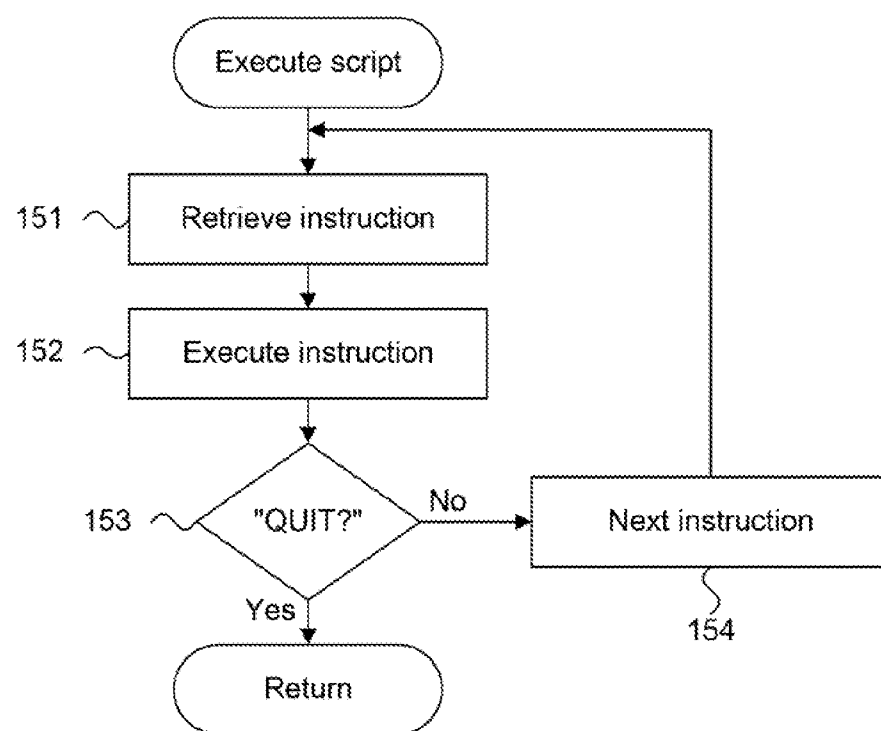 Execute script
151
Retrieve instruction
152
Execute instruction
153
"QUIT?"
No
Next instruction
154
Yes
Return